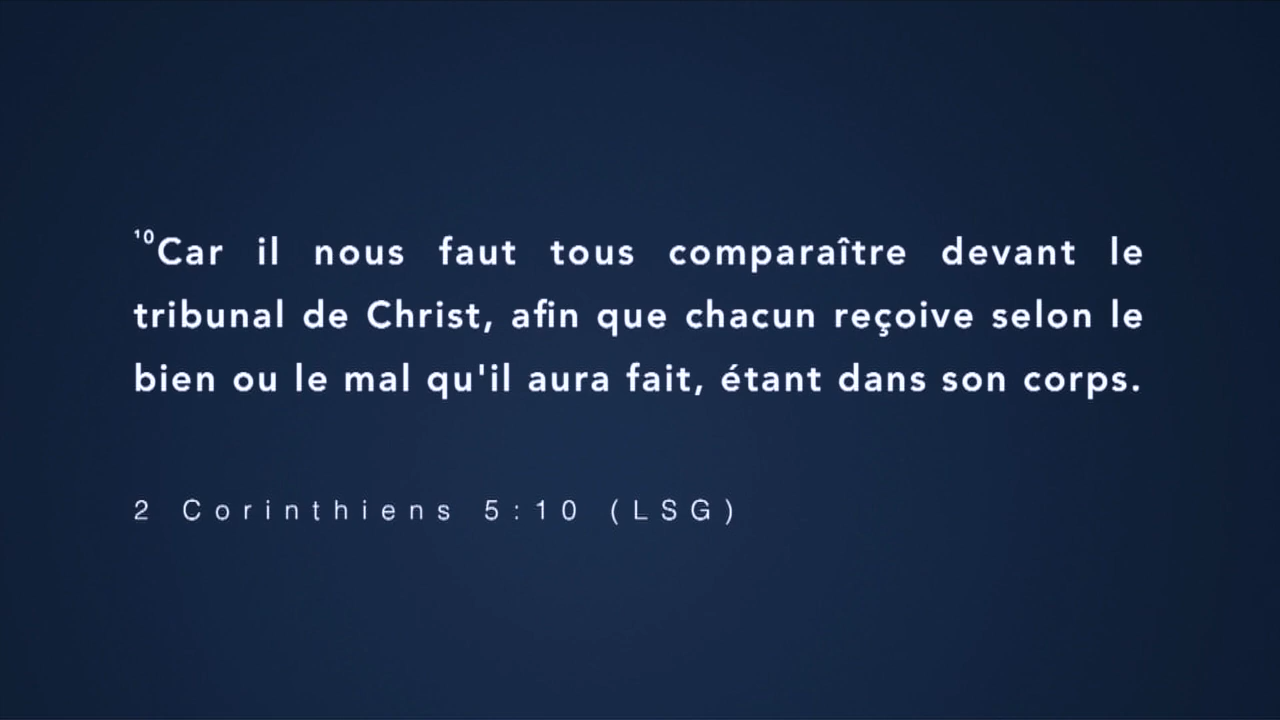 ¹⁰Car il nous faut tous comparaître devant le
tribunal de Christ, afin que chacun reçoive selon le
bien ou le mal qu'il aura fait, étant dans son corps.
2 Corinthiens 5:10 (LSG)